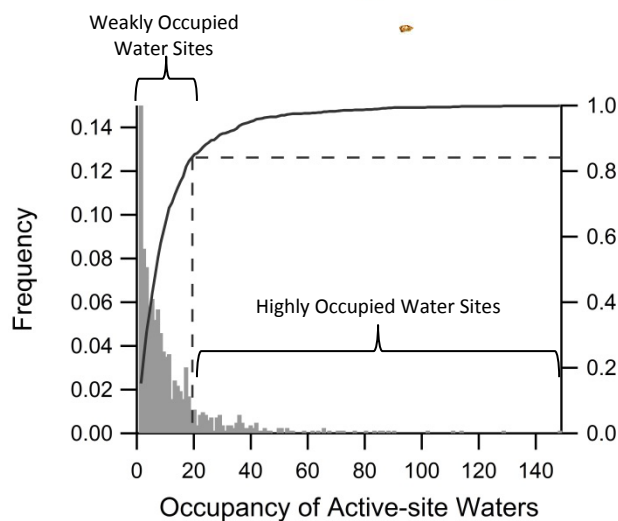 Weakly Occupied
Water Sites
0.14
0.12
0.10
0.08
0.06
0.04
0.02
0.00
Frequency
1.0
0.8
0.6
0.4
0.2
0.0
Highly Occupied Water Sites
0 20 40 60 80 100 120 140
Occupancy of Active-site Waters